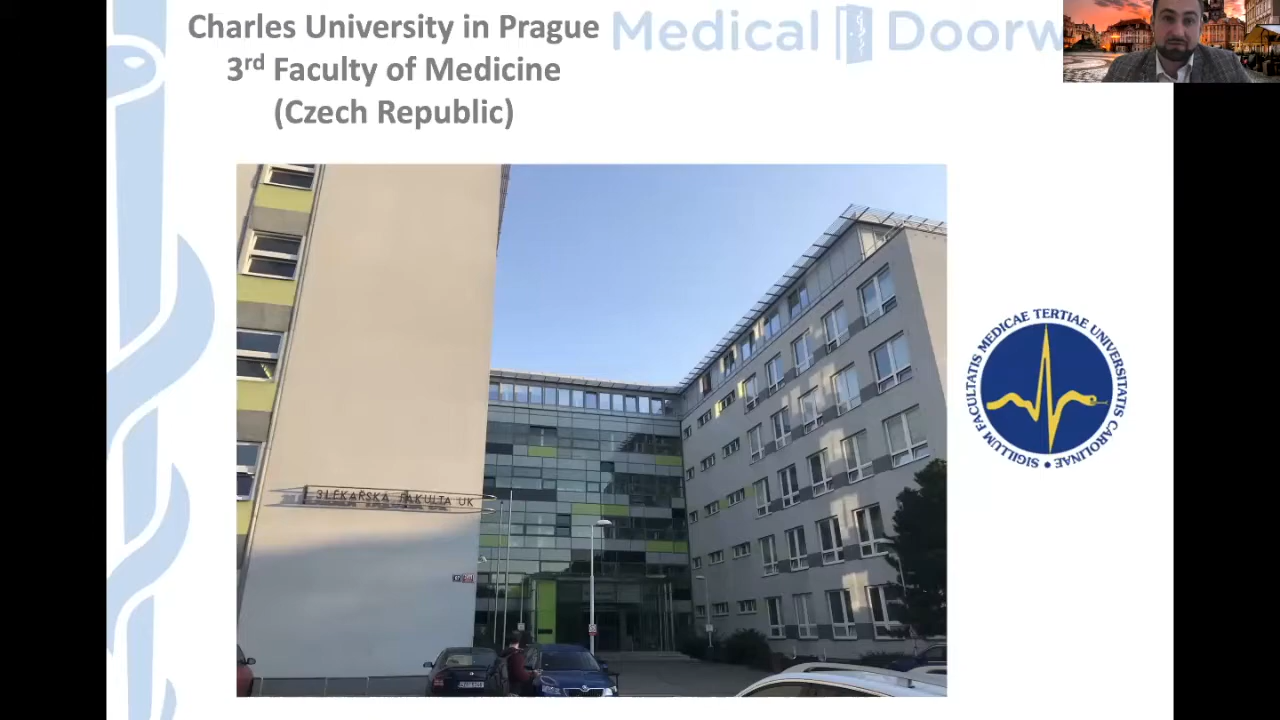 Charles University in Prague
3rd Faculty of Medicine
(Czech Republic)
Medical Doorw
3.LÉKAŘSKÁ FAKULTA UK
SIGILLUM FACULTATIS MEDICAE TERTIAE UNIVERSITATIS CAROLINAE